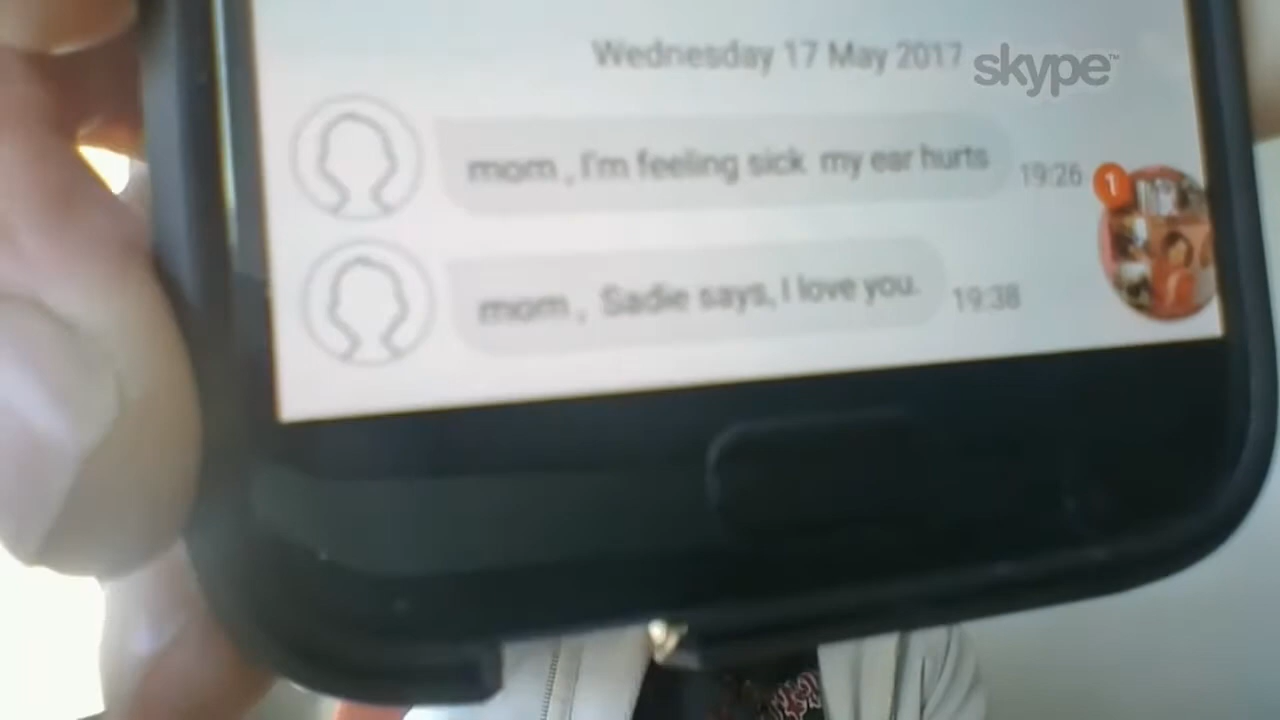 Wednesday 17 May 2017
skype™
mom , I'm feeling sick my ear hurts 19:26
1
mom , Sadie says, I love you. 19:38